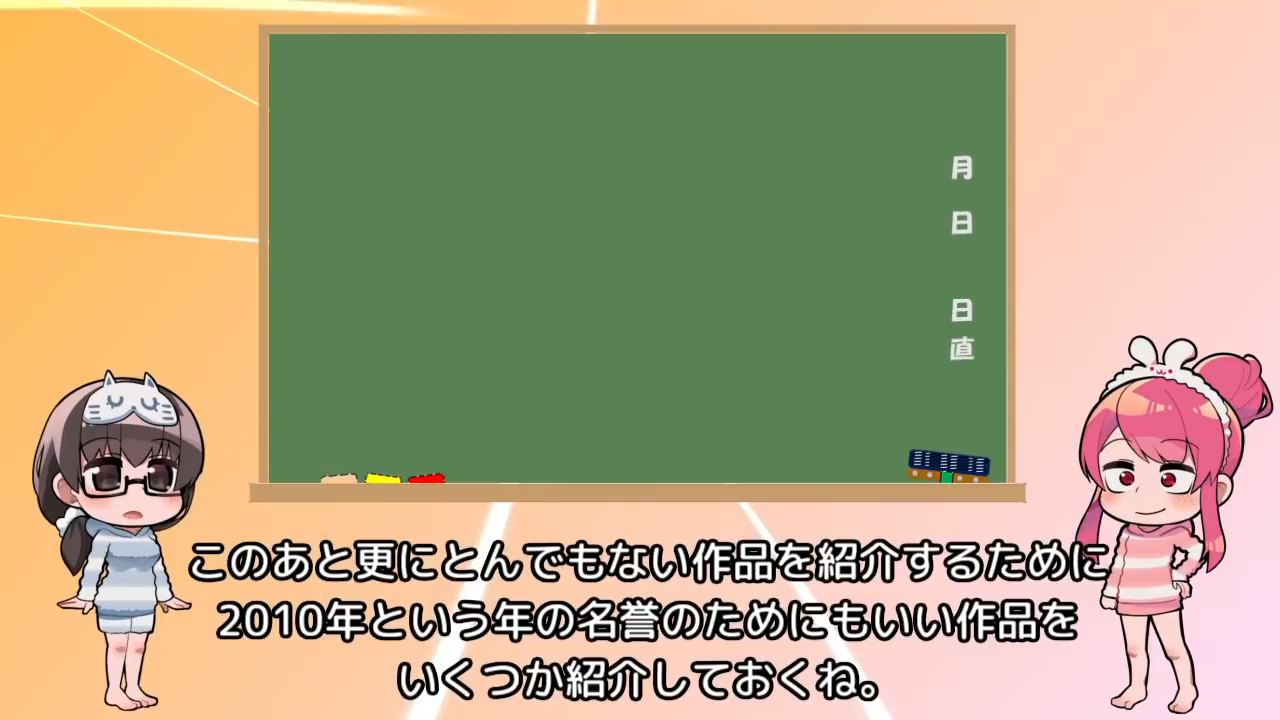 月
日
日
直
このあと更にとんでもない作品を紹介するために
2010年という年の名誉のためにもいい作品を
いくつか紹介しておくね。